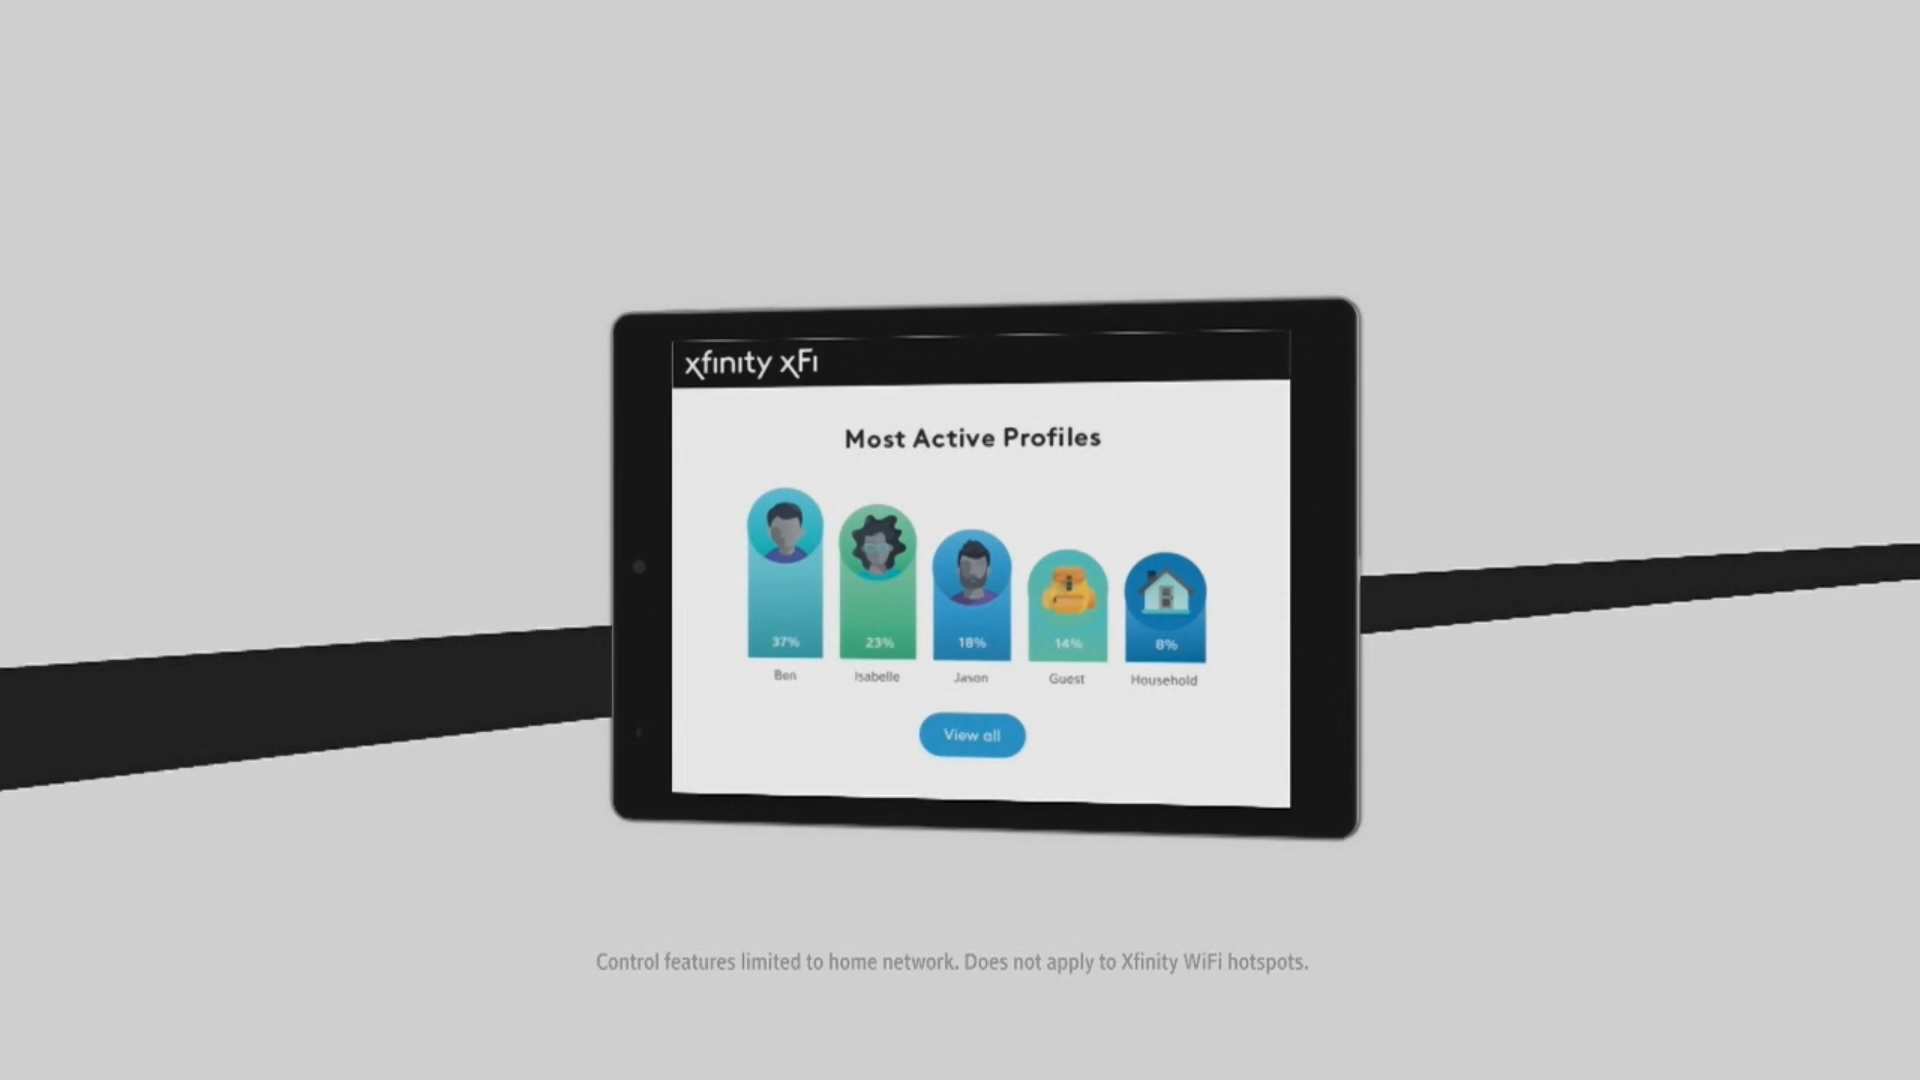 xfinity xFi
Most Active Profiles
37% 23% 18% 14% 8%
Ben Isabelle Jason Guest Household
View all
Control features limited to home network. Does not apply to Xfinity WiFi hotspots.